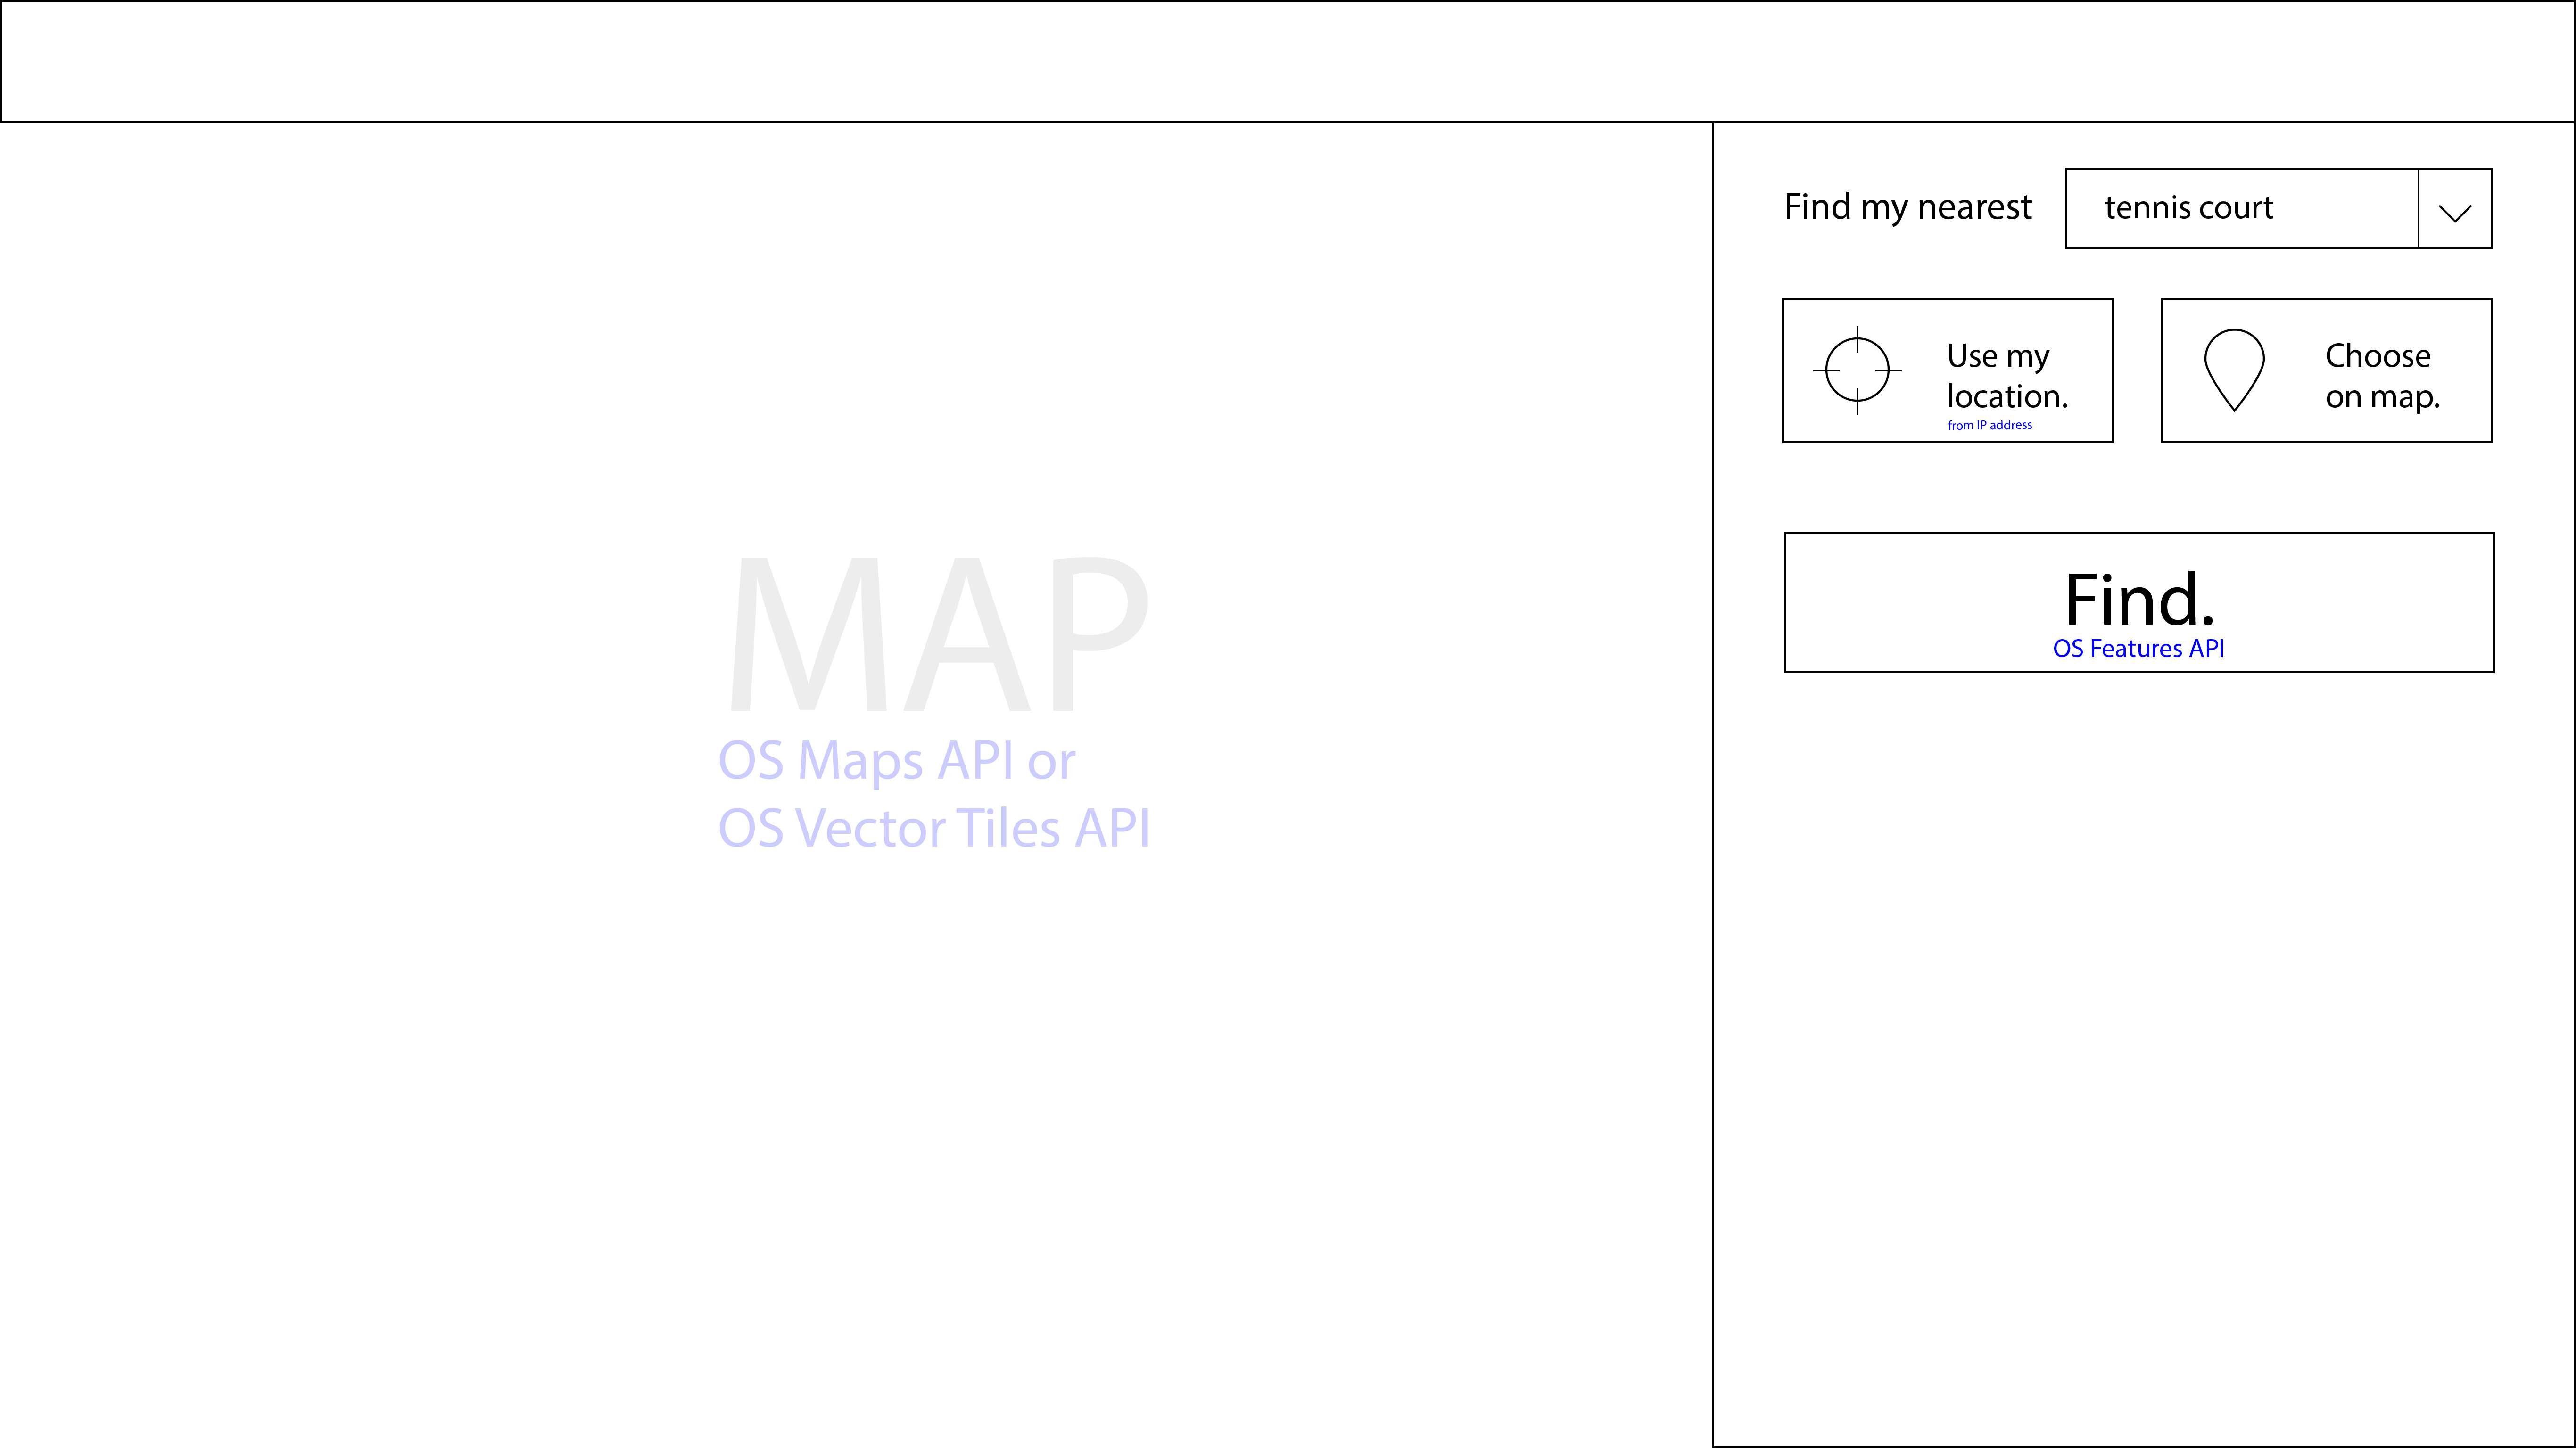 Find my nearest
tennis court
Use my
location.
from IP address
Choose
on map.
Find.
OS Features API
MAP
OS Maps API or
OS Vector Tiles API